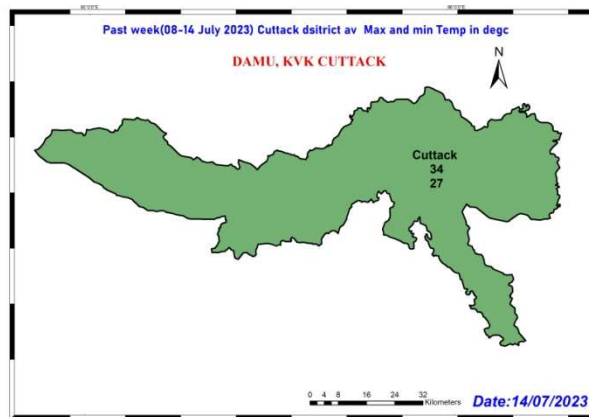 Past week(08-14 July 2023) Cuttack dsitrict av Max and min Temp in degc
DAMU, KVK CUTTACK
N
Cuttack
34
27
0 4 8 16 24 32
Kilometers
Date:14/07/2023